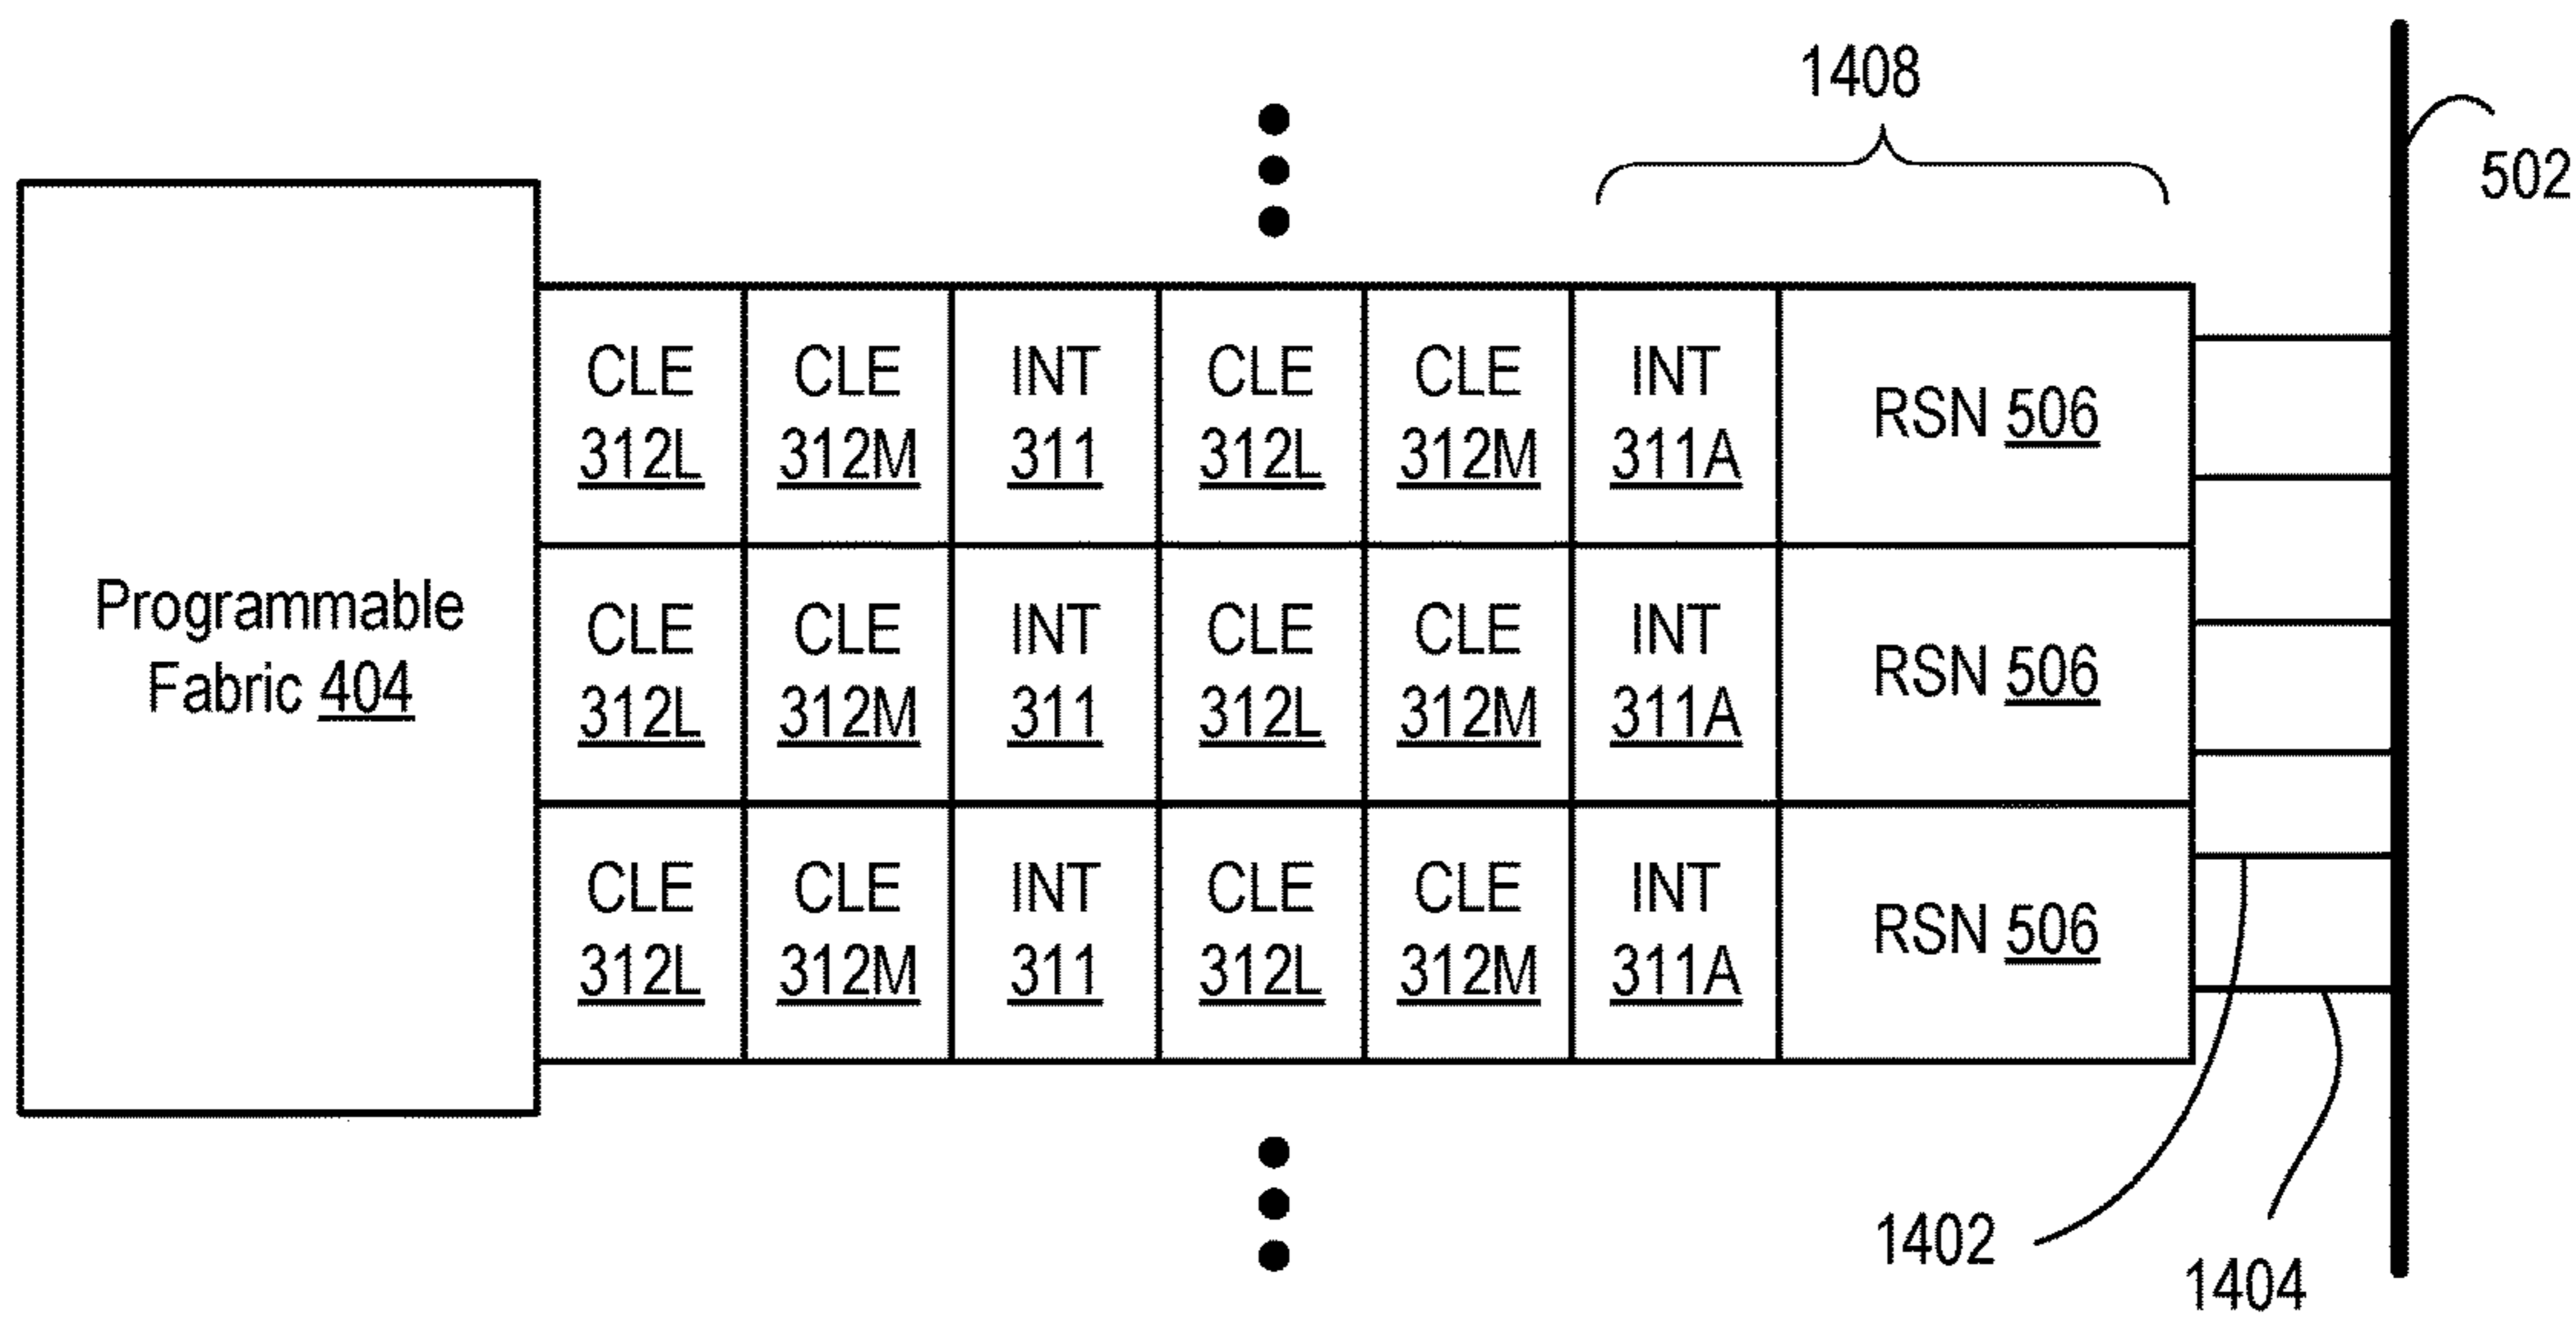 1408
502
Programmable
Fabric 404
CLE
312L
CLE
312M
INT
311
CLE
312L
CLE
312M
INT
311A
RSN 506
CLE
312L
CLE
312M
INT
311
CLE
312L
CLE
312M
INT
311A
RSN 506
CLE
312L
CLE
312M
INT
311
CLE
312L
CLE
312M
INT
311A
RSN 506
1402
1404